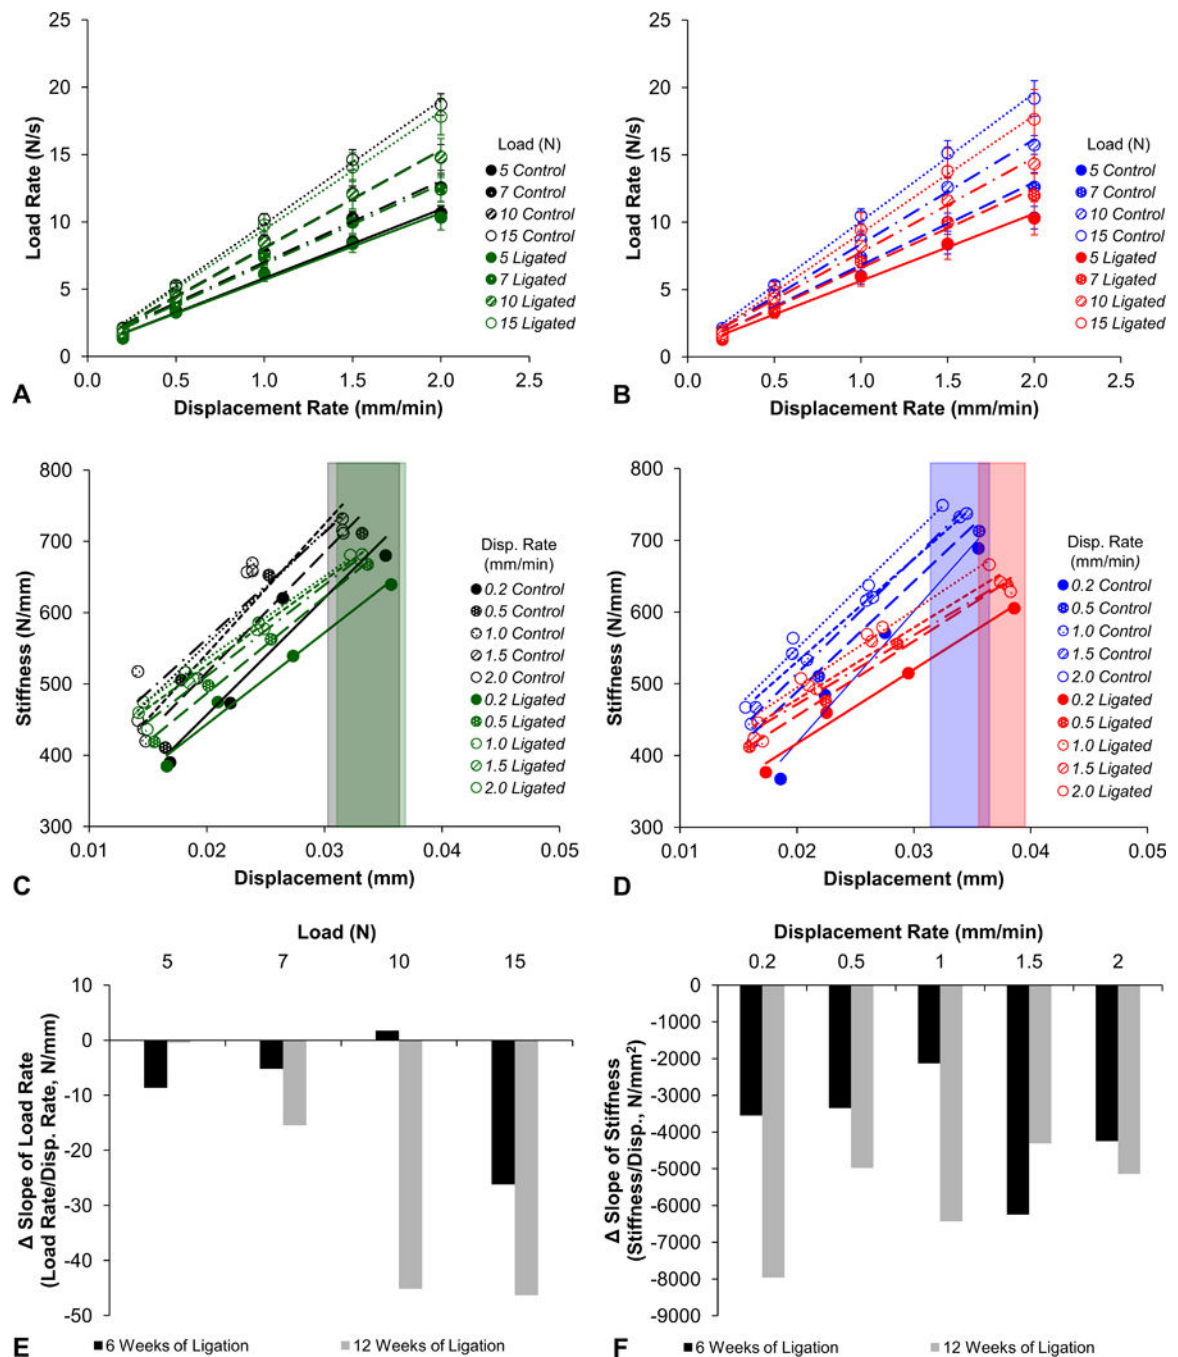 25
20
15
10
5
0
Load Rate (N/s)
0.0 0.5 1.0 1.5 2.0 2.5
Displacement Rate (mm/min)
A
Load (N)
5 Control
7 Control
10 Control
15 Control
5 Ligated
7 Ligated
10 Ligated
15 Ligated
25
20
15
10
5
0
Load Rate (N/s)
0.0 0.5 1.0 1.5 2.0 2.5
Displacement Rate (mm/min)
B
Load (N)
5 Control
7 Control
10 Control
15 Control
5 Ligated
7 Ligated
10 Ligated
15 Ligated
800
700
600
500
400
300
Stiffness (N/mm)
0.01 0.02 0.03 0.04 0.05
Displacement (mm)
C
Disp. Rate
(mm/min)
0.2 Control
0.5 Control
1.0 Control
1.5 Control
2.0 Control
0.2 Ligated
0.5 Ligated
1.0 Ligated
1.5 Ligated
2.0 Ligated
800
700
600
500
400
300
Stiffness (N/mm)
0.01 0.02 0.03 0.04 0.05
Displacement (mm)
D
Disp. Rate
(mm/min)
0.2 Control
0.5 Control
1.0 Control
1.5 Control
2.0 Control
0.2 Ligated
0.5 Ligated
1.0 Ligated
1.5 Ligated
2.0 Ligated
Load (N)
5 7 10 15
10
0
-10
-20
-30
-40
-50
Δ Slope of Load Rate
(Load Rate/Disp. Rate, N/mm)
E
6 Weeks of Ligation
12 Weeks of Ligation
Displacement Rate (mm/min)
0.2 0.5 1 1.5 2
0
-1000
-2000
-3000
-4000
-5000
-6000
-7000
-8000
-9000
Δ Slope of Stiffness
(Stiffness/Disp., N/mm²)
F
6 Weeks of Ligation
12 Weeks of Ligation